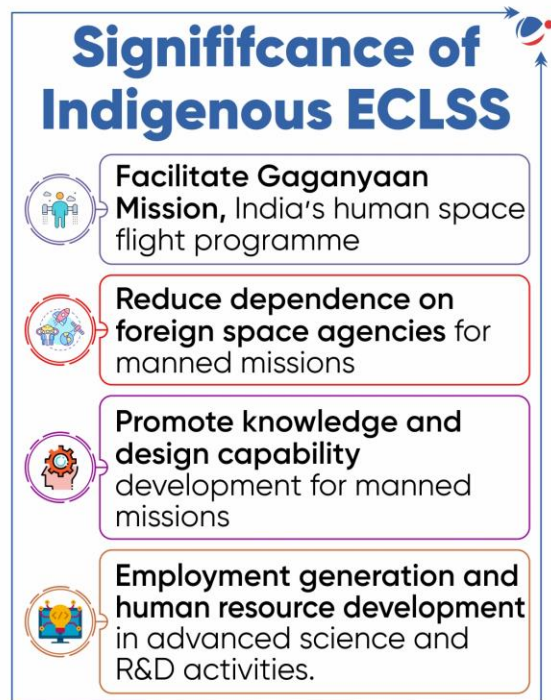 Signififcance of
Indigenous ECLSS
Facilitate Gaganyaan
Mission, India's human space
flight programme
Reduce dependence on
foreign space agencies for
manned missions
Promote knowledge and
design capability
development for manned
missions
Employment generation and
human resource development
in advanced science and
R&D activities.